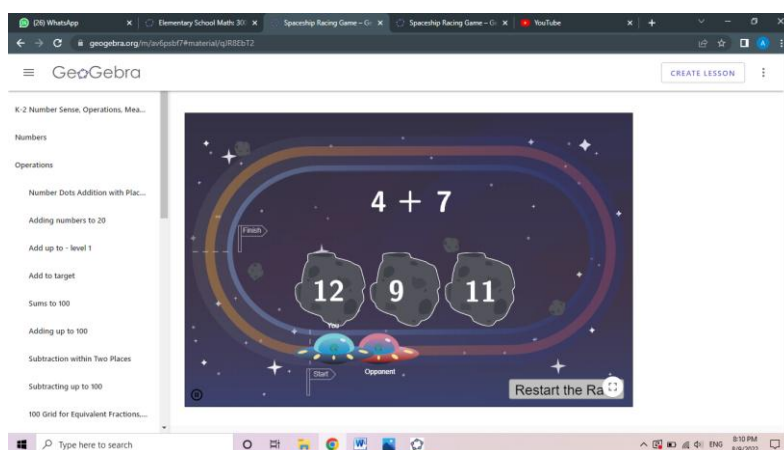 (26) WhatsApp
Elementary School Math: 300
Spaceship Racing Game – G
Spaceship Racing Game – G
YouTube
geogebra.org/m/av6psbf7#material/qJR8EbT2
GeoGebra
CREATE LESSON
K-2 Number Sense, Operations, Mea...
Numbers
Operations
Number Dots Addition with Plac...
Adding numbers to 20
Add up to - level 1
Add to target
Sums to 100
Adding up to 100
Subtraction within Two Places
Subtracting up to 100
100 Grid for Equivalent Fractions,...
4 + 7
Finish
12 9 11
You
Opponent
Start
Restart the Ra
Type here to search
ENG
8:10 PM